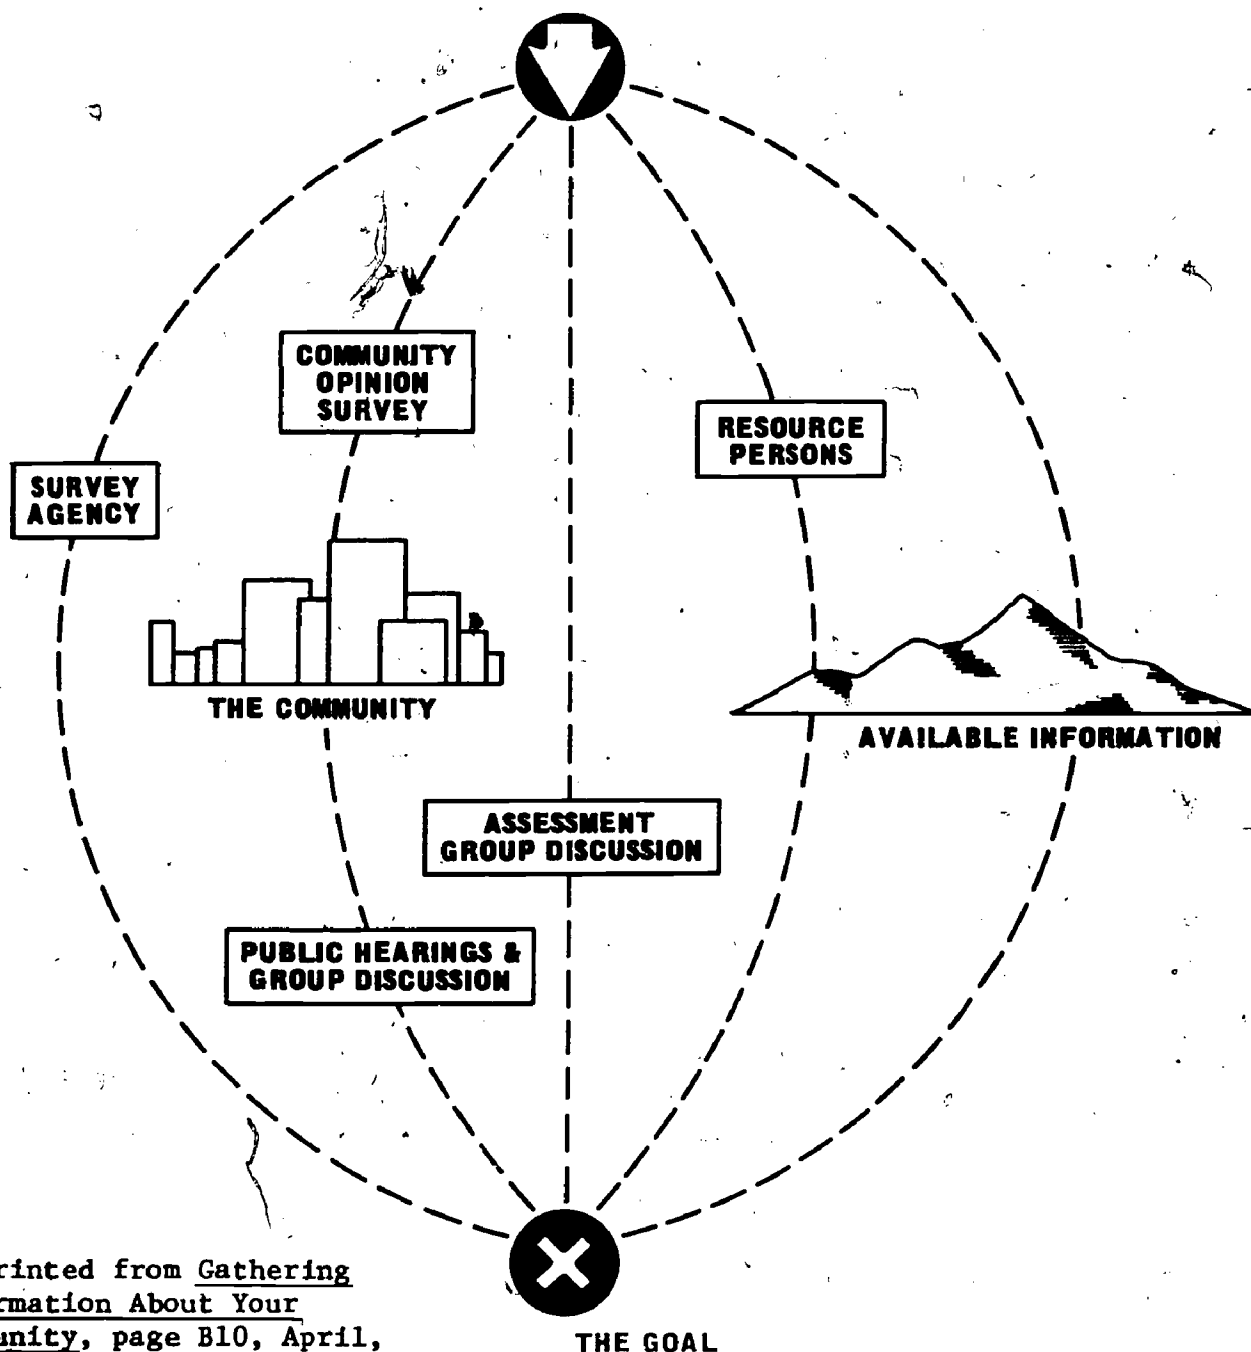 COMMUNITY
OPINION
SURVEY
RESOURCE
PERSONS
SURVEY
AGENCY
THE COMMUNITY
AVAILABLE INFORMATION
ASSESSMENT
GROUP DISCUSSION
PUBLIC HEARINGS &
GROUP DISCUSSION
rinted from Gathering
rmation About Your
unity, page B10, April,
THE GOAL